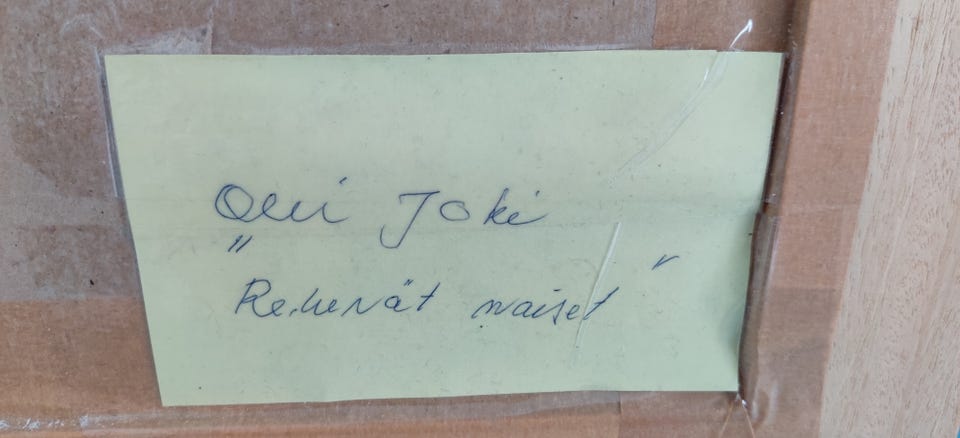 Olli Joki
"Rehevät naiset"